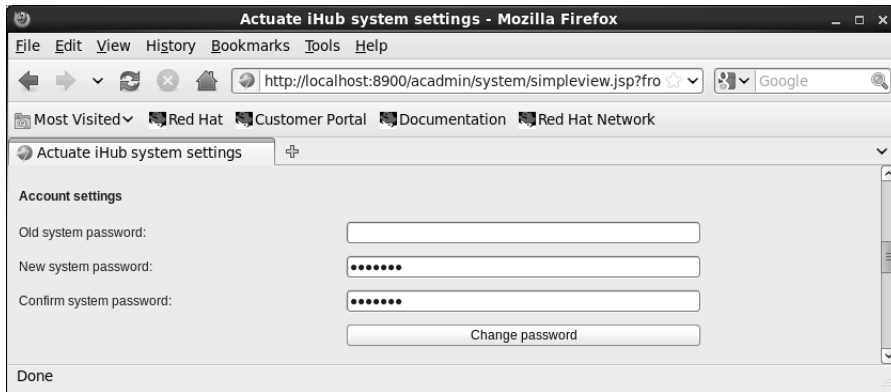 Actuate iHub system settings - Mozilla Firefox
File Edit View History Bookmarks Tools Help
http://localhost:8900/acadmin/system/simpleview.jsp?fro Google
Most Visited Red Hat Customer Portal Documentation Red Hat Network
Actuate iHub system settings
Account settings
Old system password:
New system password: •••••••
Confirm system password: •••••••
Change password
Done